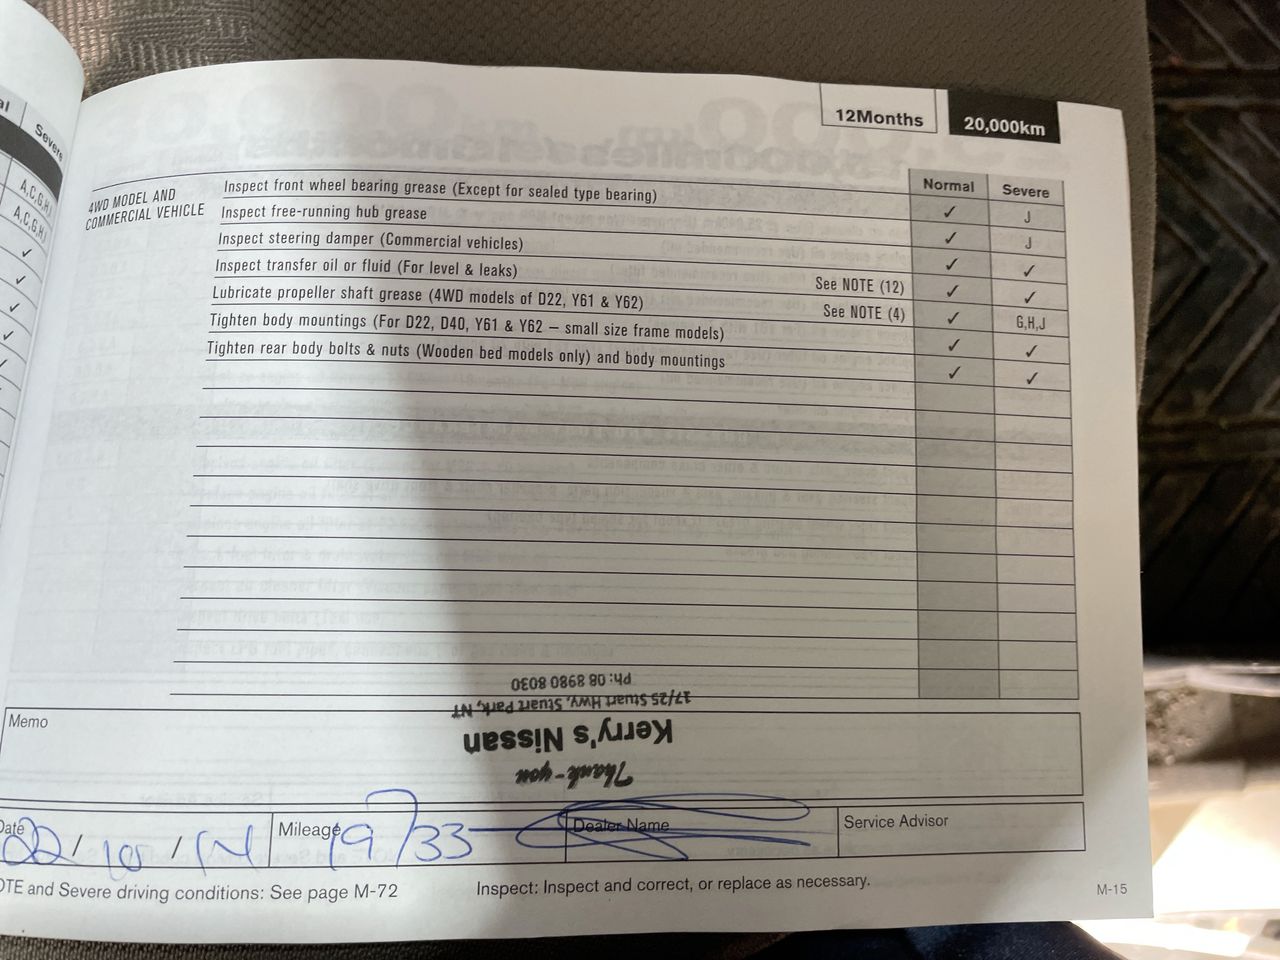 al
Severe
A,C,G,H,J
A,C,G,H,J
✓
✓
✓
✓
12Months
20,000km
Normal
Severe
4WD MODEL AND
COMMERCIAL VEHICLE
Inspect front wheel bearing grease (Except for sealed type bearing) ✓ J
Inspect free-running hub grease ✓ J
Inspect steering damper (Commercial vehicles) ✓ ✓
Inspect transfer oil or fluid (For level & leaks) See NOTE (12) ✓ ✓
Lubricate propeller shaft grease (4WD models of D22, Y61 & Y62) See NOTE (4) ✓ G,H,J
Tighten body mountings (For D22, D40, Y61 & Y62 – small size frame models) ✓ ✓
Tighten rear body bolts & nuts (Wooden bed models only) and body mountings ✓ ✓
Memo
Thank-you
Kerry's Nissan
17/25 Stuart Hwy, Stuart Park, NT
Ph: 08 8980 8030
Date 22 / 10 /
Mileage
Dealer Name
Service Advisor
OTE and Severe driving conditions: See page M-72
Inspect: Inspect and correct, or replace as necessary.
M-15